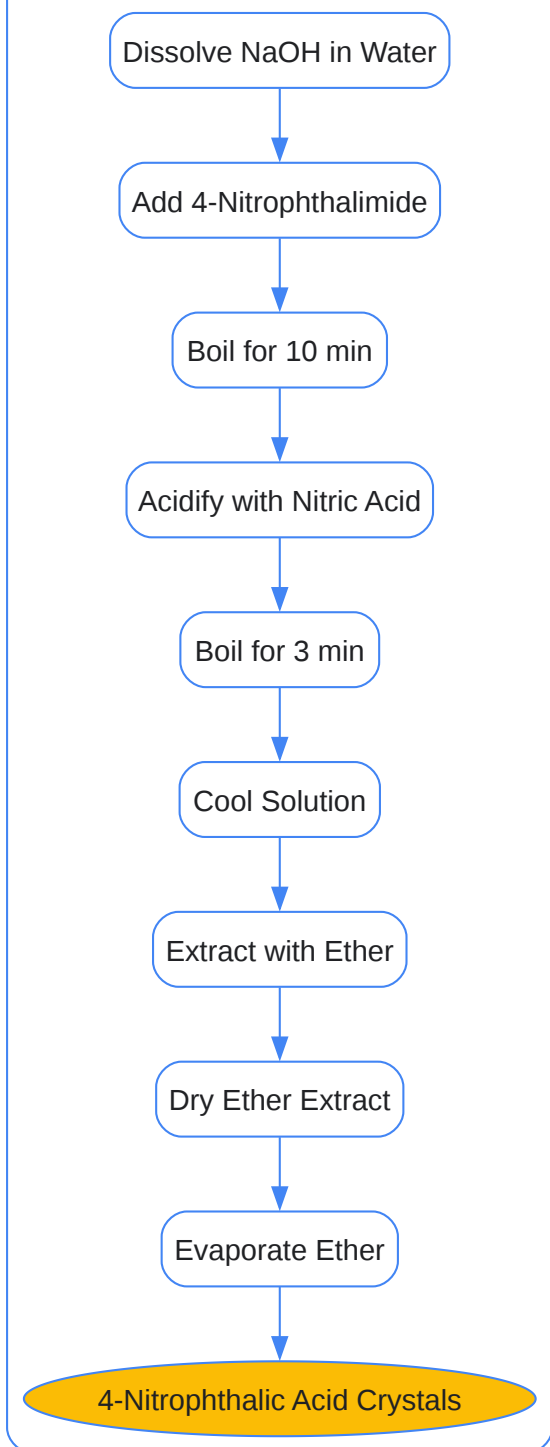 Dissolve NaOH in Water
Add 4-Nitrophthalimide
Boil for 10 min
Acidify with Nitric Acid
Boil for 3 min
Cool Solution
Extract with Ether
Dry Ether Extract
Evaporate Ether
4-Nitrophthalic Acid Crystals